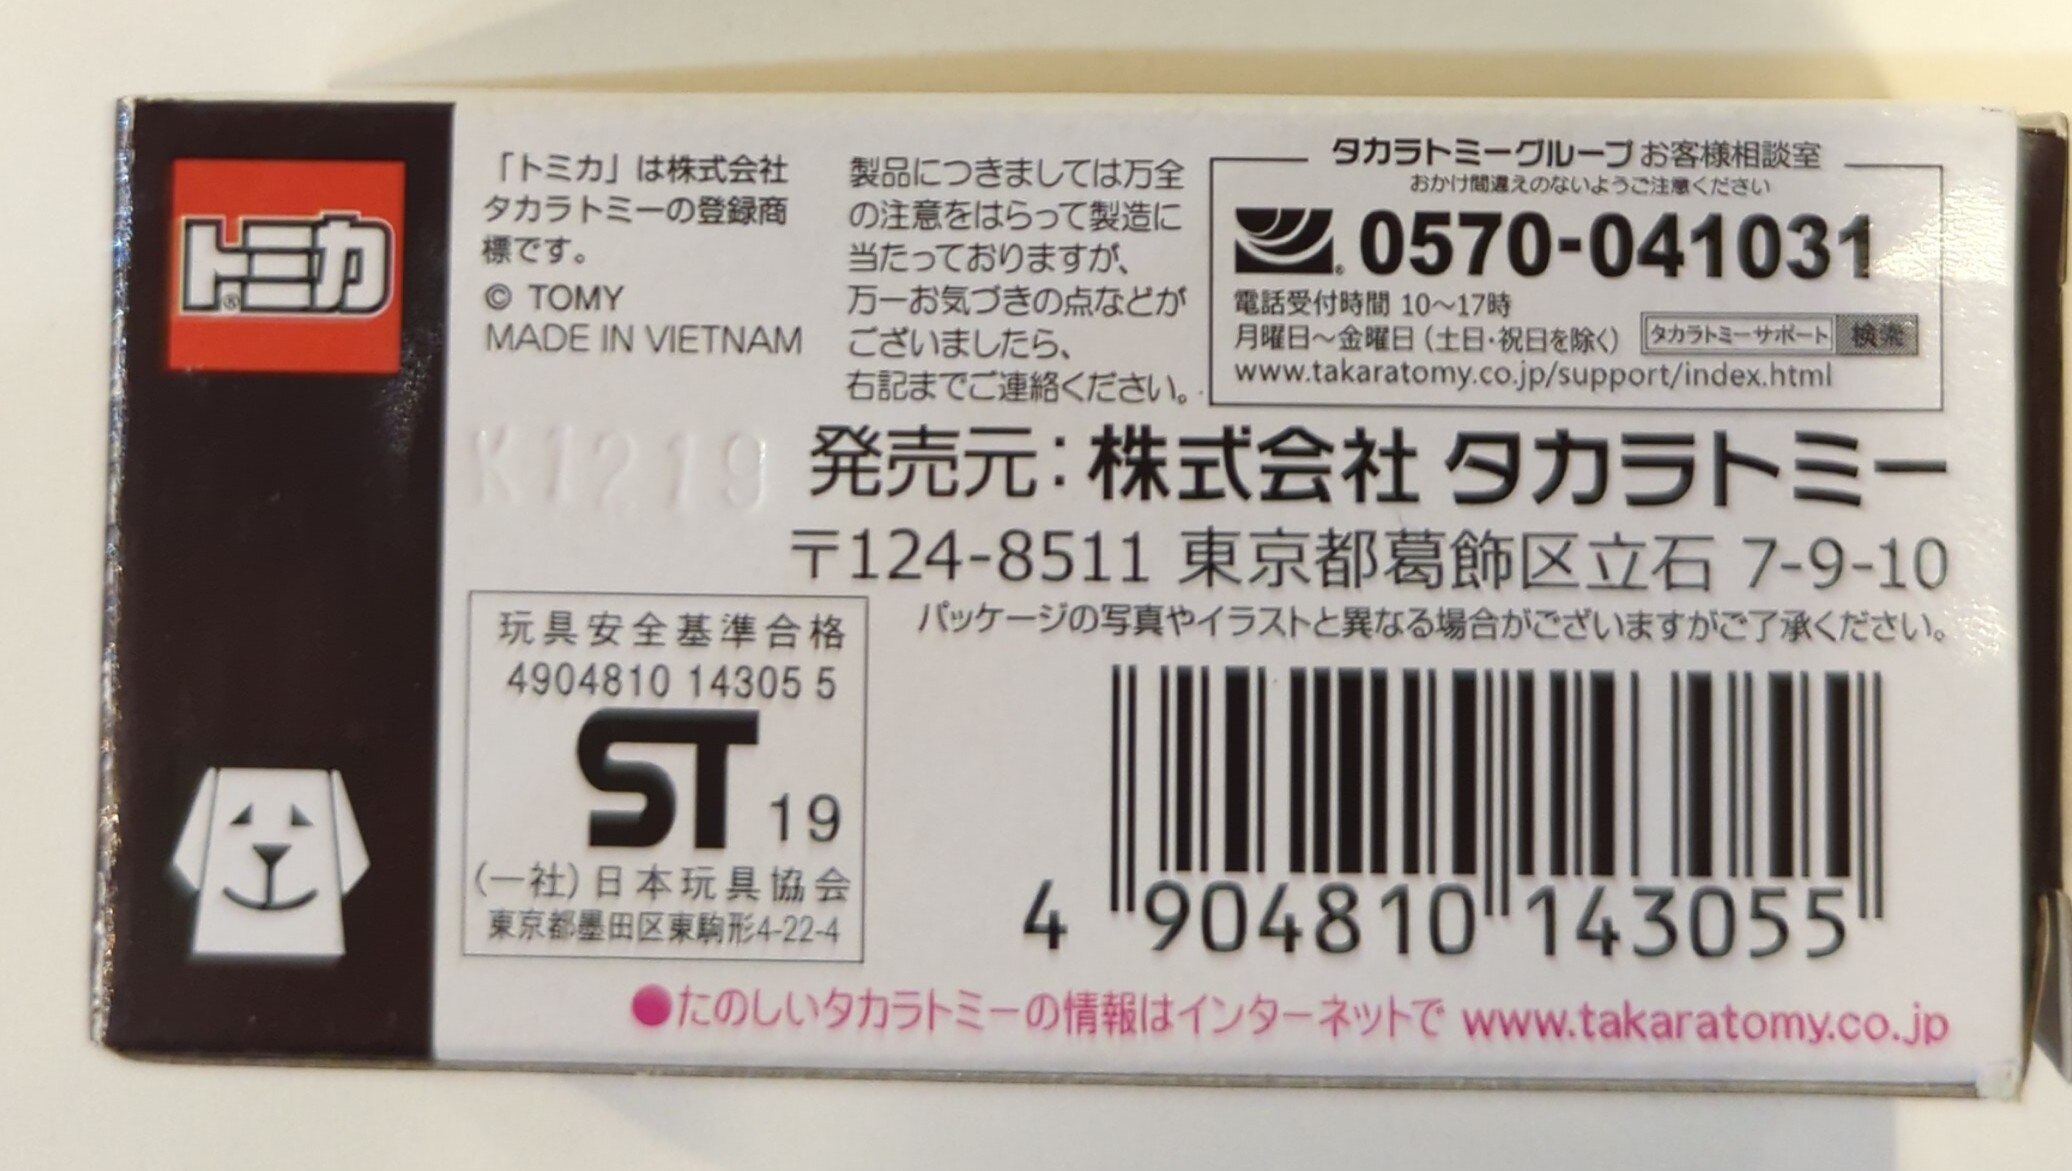 トミカ®
「トミカ」は株式会社
タカラトミーの登録商
標です。
© TOMY
MADE IN VIETNAM
製品につきましては万全
の注意をはらって製造に
当たっておりますが、
万一お気づきの点などが
ございましたら、
右記までご連絡ください。
タカラトミーグループお客様相談室
おかけ間違えのないようご注意ください
0570-041031
電話受付時間 10～17時
月曜日～金曜日(土日・祝日を除く) タカラトミーサポート 検索
www.takaratomy.co.jp/support/index.html
K1219
発売元:株式会社 タカラトミー
〒124-8511 東京都葛飾区立石 7-9-10
パッケージの写真やイラストと異なる場合がございますがご了承ください。
玩具安全基準合格
4904810 14305 5
ST 19
(一社)日本玩具協会
東京都墨田区東駒形4-22-4
4 904810 143055
●たのしいタカラトミーの情報はインターネットで www.takaratomy.co.jp